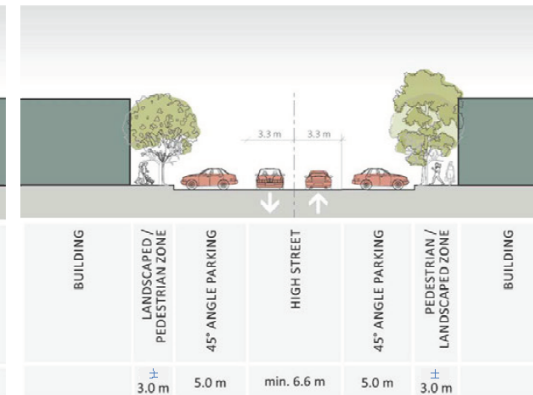 3.3 m
3.3 m
BUILDING
LANDSCAPED /
PEDESTRIAN ZONE
45° ANGLE PARKING
HIGH STREET
45° ANGLE PARKING
PEDESTRIAN /
LANDSCAPED ZONE
BUILDING
±
3.0 m
5.0 m
min. 6.6 m
5.0 m
±
3.0 m